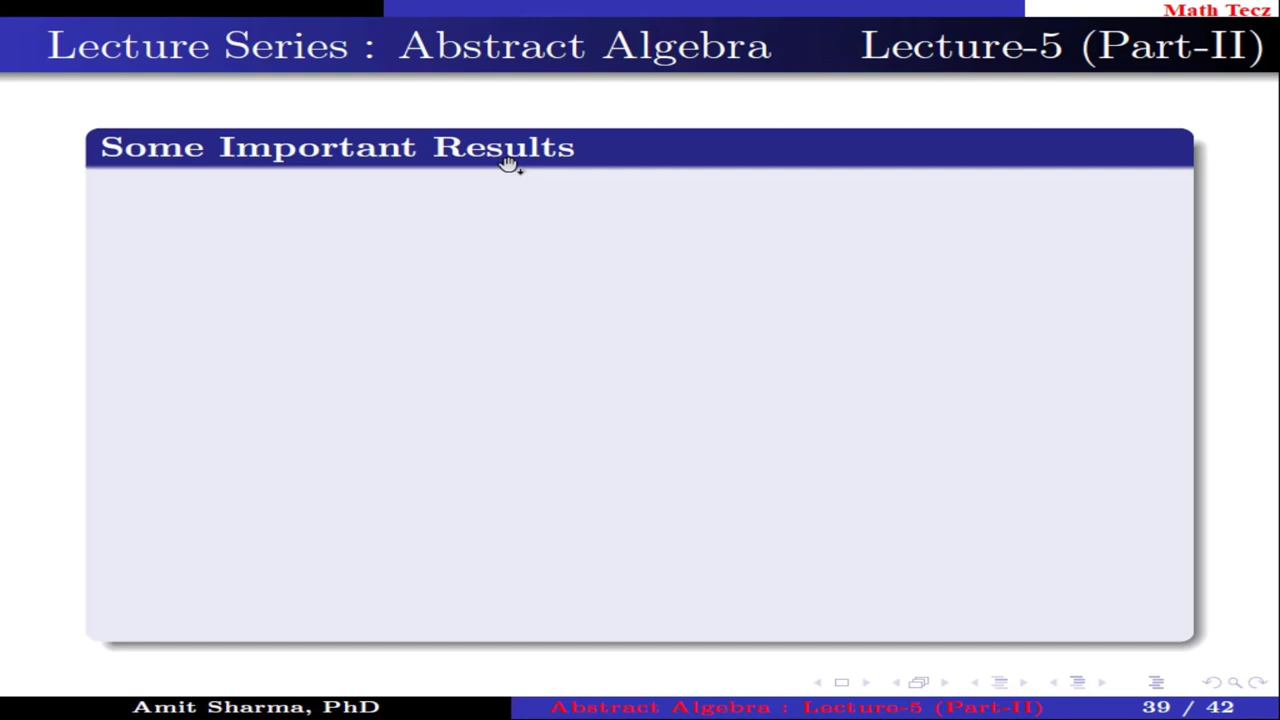 Math Tecz
Lecture Series : Abstract Algebra Lecture-5 (Part-II)
Some Important Results
Amit Sharma, PhD Abstract Algebra : Lecture-5 (Part-II) 39 / 42